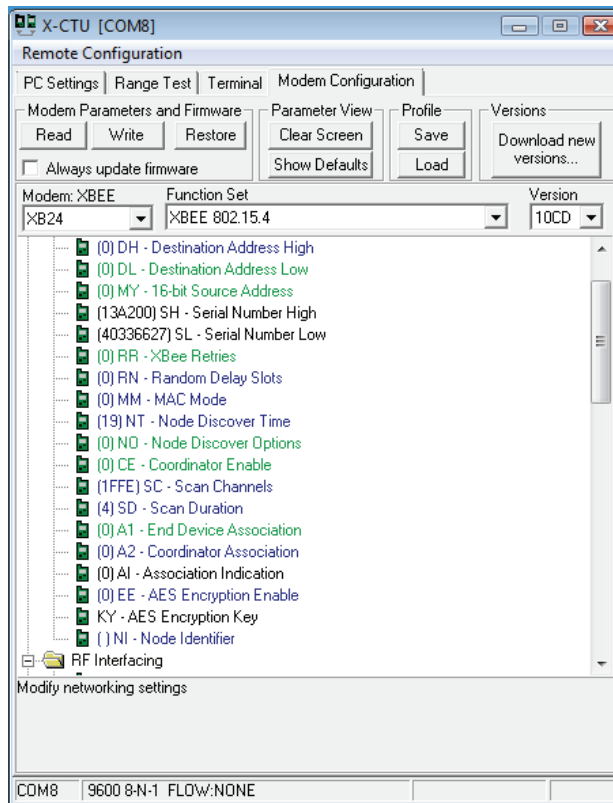 X-CTU [COM8]
Remote Configuration
PC Settings Range Test Terminal Modem Configuration
Modem Parameters and Firmware Parameter View Profile Versions
Read Write Restore Clear Screen Save Download new versions...
Always update firmware Show Defaults Load
Modem: XBEE Function Set Version
XB24 XBEE 802.15.4 10CD
(0) DH - Destination Address High
(0) DL - Destination Address Low
(0) MY - 16-bit Source Address
(13A200) SH - Serial Number High
(40336627) SL - Serial Number Low
(0) RR - XBee Retries
(0) RN - Random Delay Slots
(0) MM - MAC Mode
(19) NT - Node Discover Time
(0) NO - Node Discover Options
(0) CE - Coordinator Enable
(1FFE) SC - Scan Channels
(4) SD - Scan Duration
(0) A1 - End Device Association
(0) A2 - Coordinator Association
(0) AI - Association Indication
(0) EE - AES Encryption Enable
KY - AES Encryption Key
( ) NI - Node Identifier
RF Interfacing
Modify networking settings
COM8 9600 8-N-1 FLOW:NONE